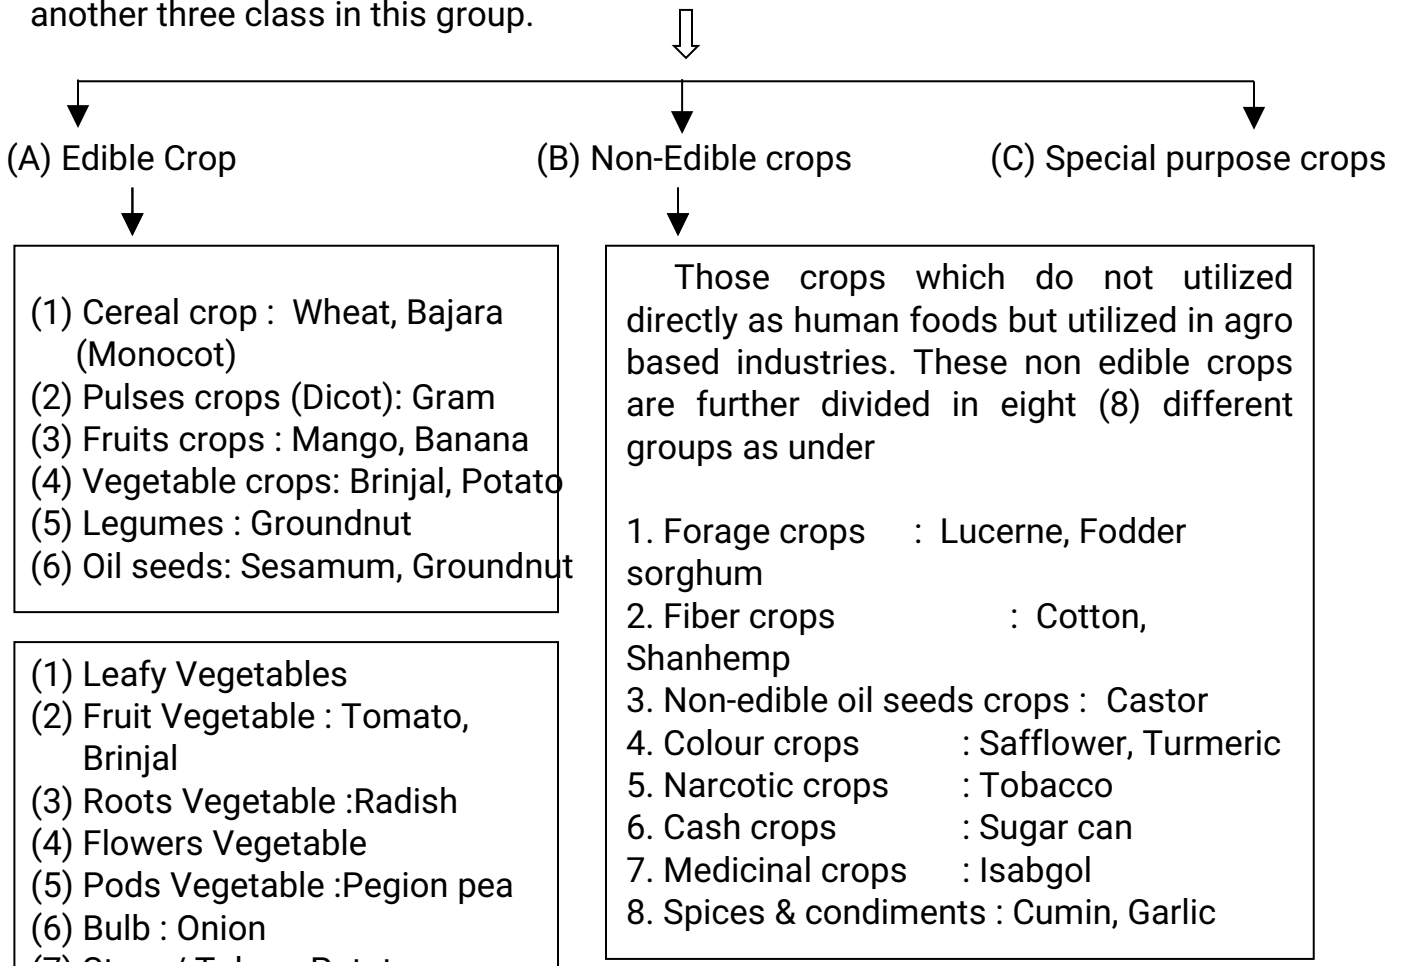 another three class in this group.
(A) Edible Crop
(B) Non-Edible crops
(C) Special purpose crops
(1) Cereal crop : Wheat, Bajara
(Monocot)
(2) Pulses crops (Dicot): Gram
(3) Fruits crops : Mango, Banana
(4) Vegetable crops: Brinjal, Potato
(5) Legumes : Groundnut
(6) Oil seeds: Sesamum, Groundnut
(1) Leafy Vegetables
(2) Fruit Vegetable : Tomato,
Brinjal
(3) Roots Vegetable :Radish
(4) Flowers Vegetable
(5) Pods Vegetable :Pegion pea
(6) Bulb : Onion
Those crops which do not utilized
directly as human foods but utilized in agro
based industries. These non edible crops
are further divided in eight (8) different
groups as under
1. Forage crops : Lucerne, Fodder
sorghum
2. Fiber crops : Cotton,
Shanhemp
3. Non-edible oil seeds crops : Castor
4. Colour crops : Safflower, Turmeric
5. Narcotic crops : Tobacco
6. Cash crops : Sugar can
7. Medicinal crops : Isabgol
8. Spices & condiments : Cumin, Garlic